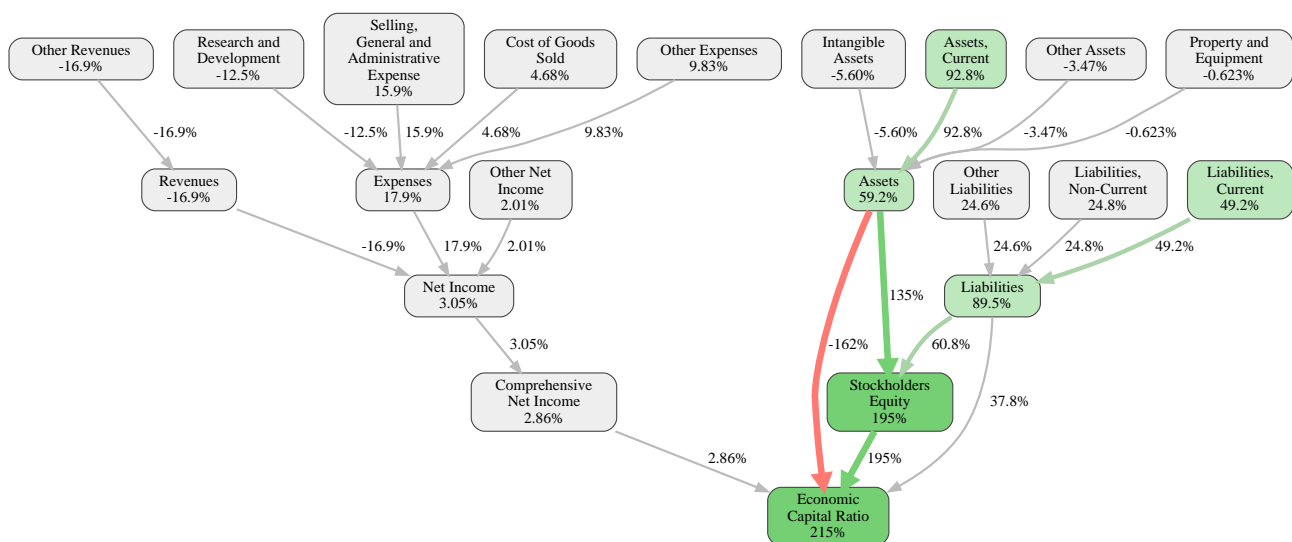 Other Revenues
-16.9%
Research and
Development
-12.5%
Selling,
General and
Administrative
Expense
15.9%
Cost of Goods
Sold
4.68%
Other Expenses
9.83%
Intangible
Assets
-5.60%
Assets,
Current
92.8%
Other Assets
-3.47%
Property and
Equipment
-0.623%
-16.9%
-12.5%
15.9%
4.68%
9.83%
-5.60%
92.8%
-3.47%
-0.623%
Revenues
-16.9%
Expenses
17.9%
Other Net
Income
2.01%
Assets
59.2%
Other
Liabilities
24.6%
Liabilities,
Non-Current
24.8%
Liabilities,
Current
49.2%
-16.9%
17.9%
2.01%
24.6%
24.8%
49.2%
Net Income
3.05%
135%
Liabilities
89.5%
3.05%
-162%
60.8%
Comprehensive
Net Income
2.86%
Stockholders
Equity
195%
37.8%
2.86%
195%
Economic
Capital Ratio
215%